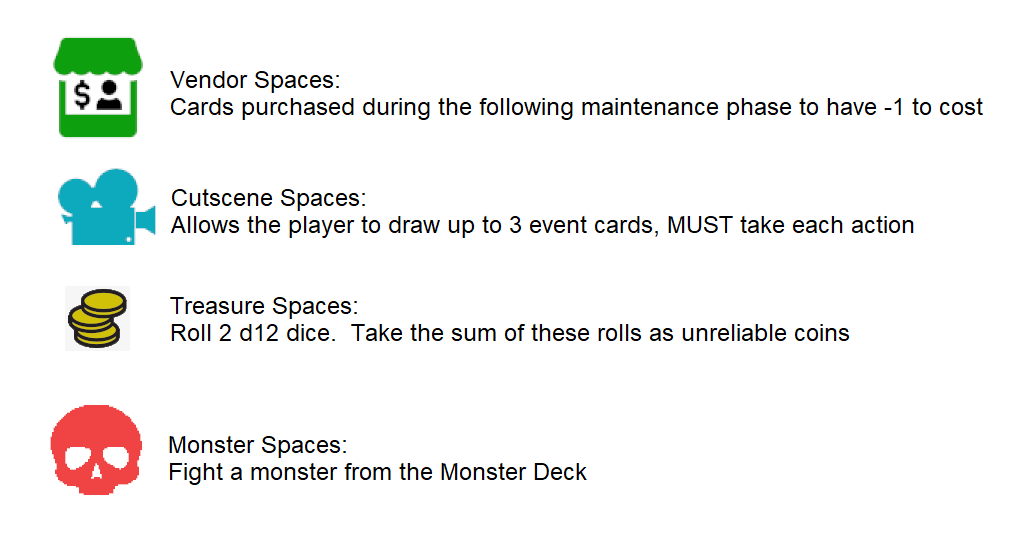 $
Vendor Spaces:
Cards purchased during the following maintenance phase to have -1 to cost
Cutscene Spaces:
Allows the player to draw up to 3 event cards, MUST take each action
Treasure Spaces:
Roll 2 d12 dice.  Take the sum of these rolls as unreliable coins
Monster Spaces:
Fight a monster from the Monster Deck